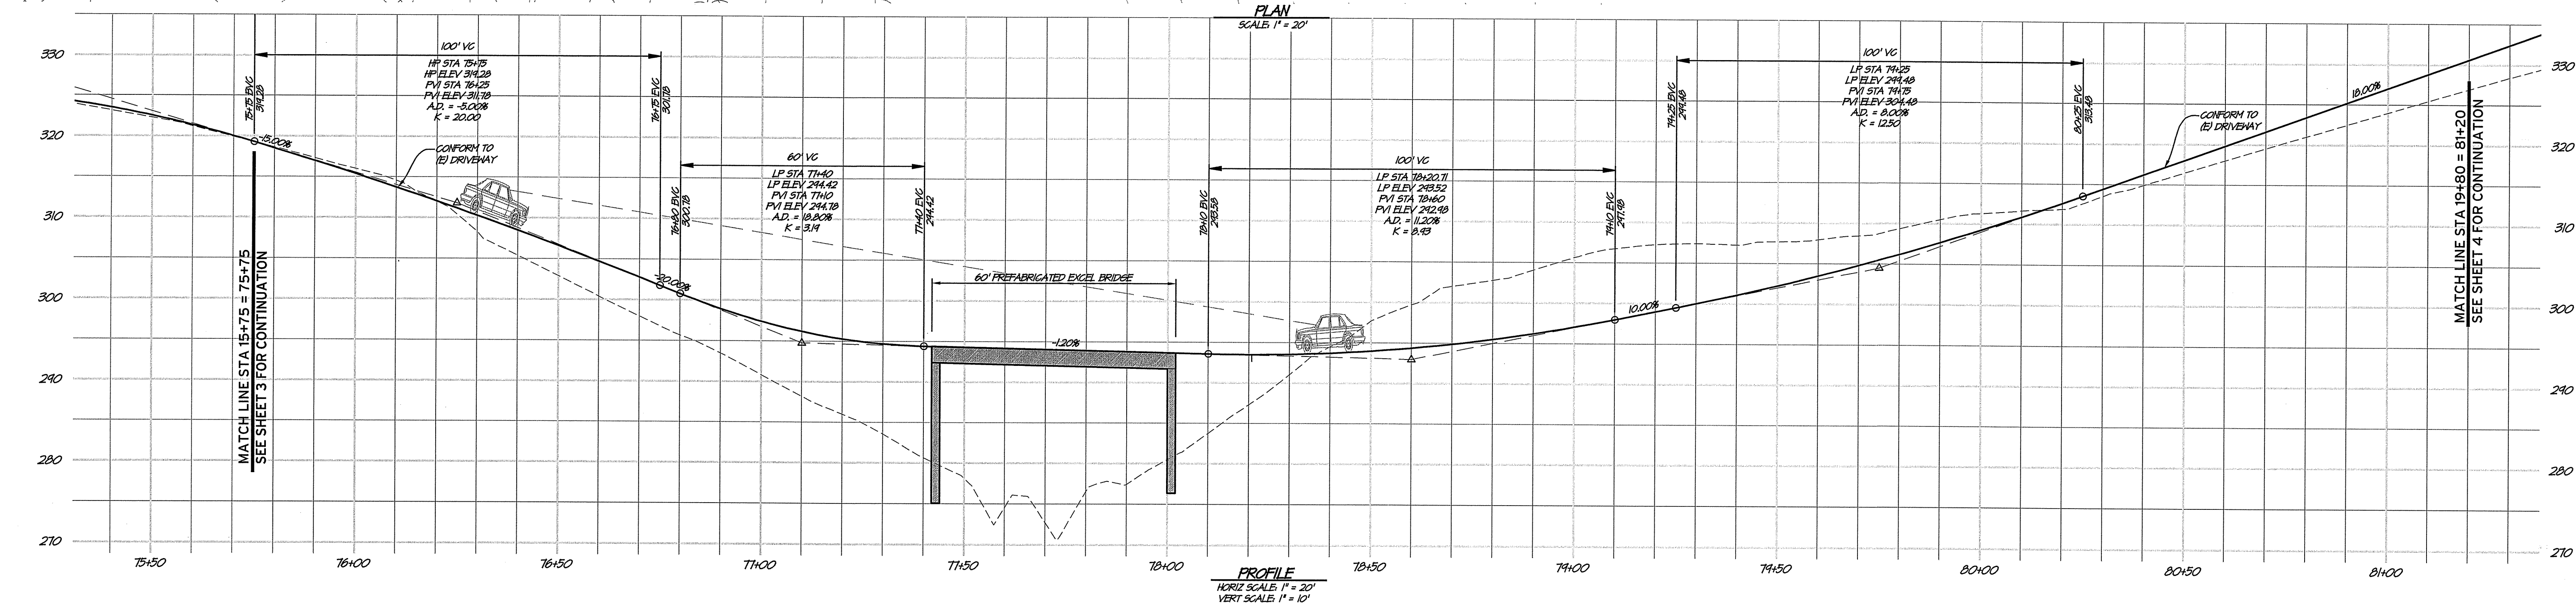 PLAN
SCALE: 1" = 20'
330
320
310
300
290
280
270
100' VC
HP STA 75+75
HP ELEV 319.28
PVI STA 76+25
PVI ELEV 311.78
A.D. = -5.00%
K = 20.00
75+75 BVC
319.28
76+75 EVC
301.78
-15.00%
CONFORM TO
(E) DRIVEWAY
MATCH LINE STA 15+75 = 75+75
SEE SHEET 3 FOR CONTINUATION
60' VC
LP STA 77+40
LP ELEV 294.42
PVI STA 77+10
PVI ELEV 294.78
A.D. = 18.80%
K = 3.19
76+80 BVC
300.78
77+40 EVC
294.42
-20.00%
60' PREFABRICATED EXCEL BRIDGE
-1.20%
100' VC
LP STA 78+20.71
LP ELEV 293.52
PVI STA 78+60
PVI ELEV 292.98
A.D. = 11.20%
K = 8.93
78+10 BVC
293.58
79+10 EVC
297.98
10.00%
100' VC
LP STA 79+25
LP ELEV 299.48
PVI STA 79+75
PVI ELEV 304.48
A.D. = 8.00%
K = 12.50
79+25 BVC
299.48
80+25 EVC
313.48
18.00%
CONFORM TO
(E) DRIVEWAY
MATCH LINE STA 19+80 = 81+20
SEE SHEET 4 FOR CONTINUATION
330
320
310
300
290
280
270
75+50
76+00
76+50
77+00
77+50
78+00
78+50
79+00
79+50
80+00
80+50
81+00
PROFILE
HORIZ SCALE: 1" = 20'
VERT SCALE: 1" = 10'